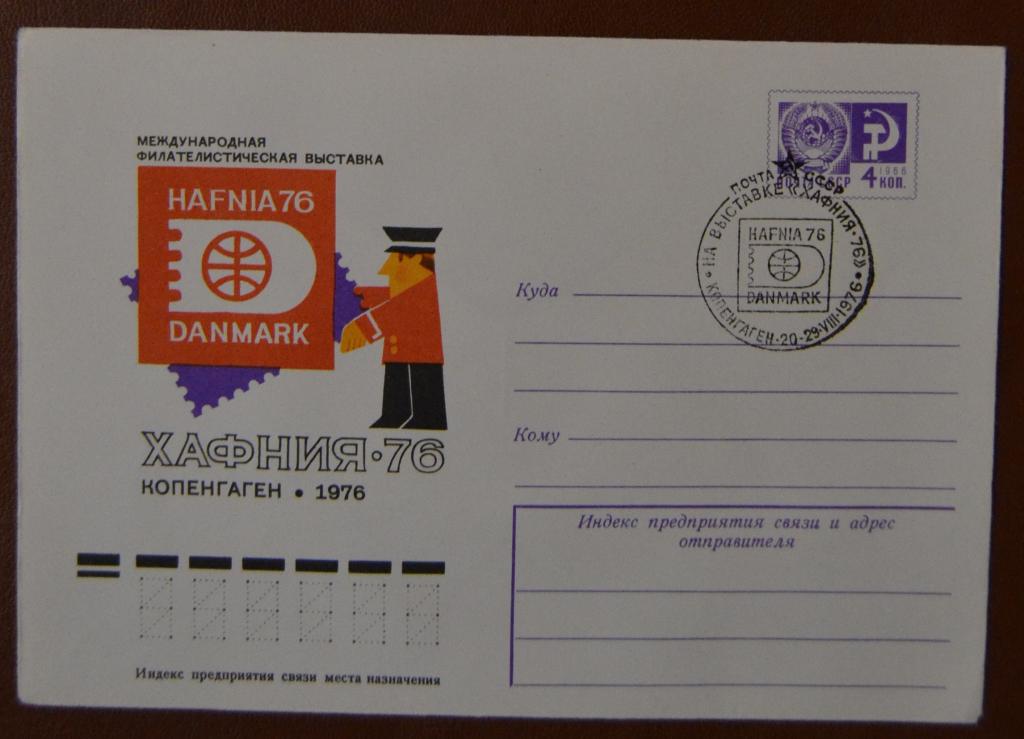 МЕЖДУНАРОДНАЯ
ФИЛАТЕЛИСТИЧЕСКАЯ ВЫСТАВКА
HAFNIA 76
DANMARK
ХАФНИЯ·76
КОПЕНГАГЕН • 1976
Индекс предприятия связи места назначения
1966
ПОЧТА СССР 4 КОП.
ПОЧТА СССР
НА ВЫСТАВКЕ «ХАФНИЯ·76»
HAFNIA 76
DANMARK
КОПЕНГАГЕН·20-29·VIII·1976
Куда
Кому
Индекс предприятия связи и адрес
отправителя